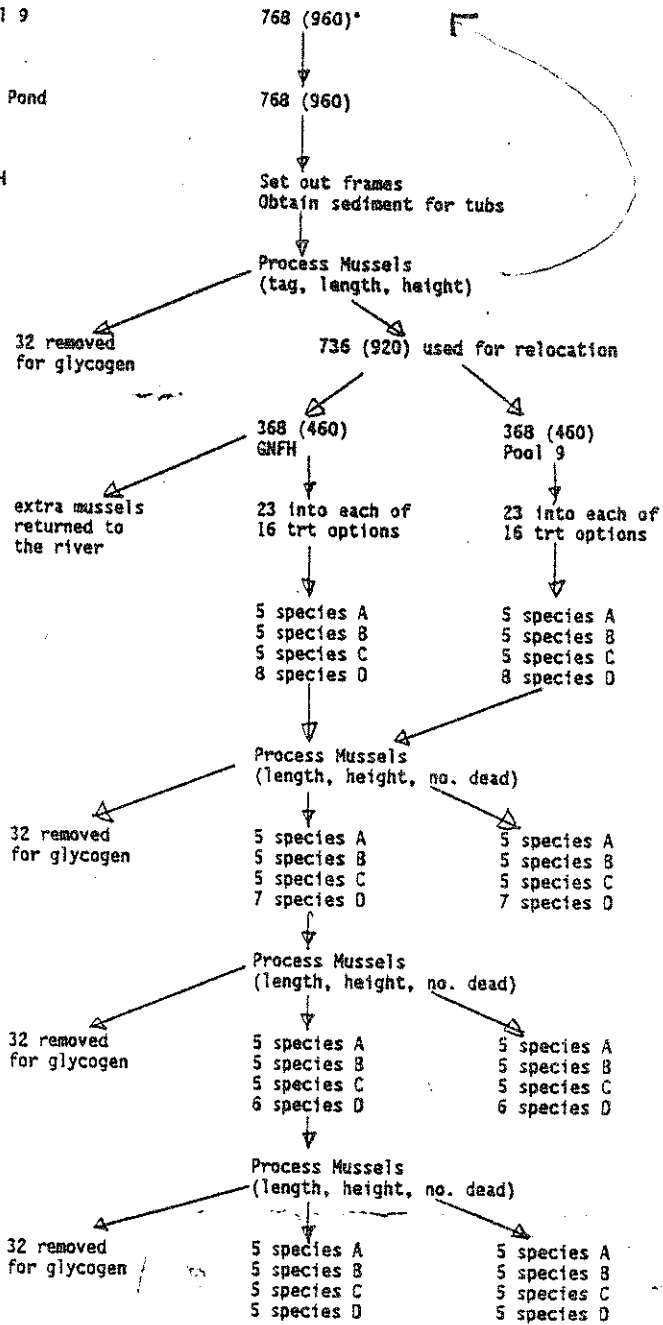 l 9
768 (960)*
Pond
768 (960)
H
Set out frames
Obtain sediment for tubs
Process Mussels
(tag, length, height)
32 removed
for glycogen
736 (920) used for relocation
368 (460)
GNFH
368 (460)
Pool 9
extra mussels
returned to
the river
23 into each of
16 trt options
23 into each of
16 trt options
5 species A
5 species B
5 species C
8 species D
5 species A
5 species B
5 species C
8 species D
Process Mussels
(length, height, no. dead)
32 removed
for glycogen
5 species A
5 species B
5 species C
7 species D
5 species A
5 species B
5 species C
7 species D
Process Mussels
(length, height, no. dead)
32 removed
for glycogen
5 species A
5 species B
5 species C
6 species D
5 species A
5 species B
5 species C
6 species D
Process Mussels
(length, height, no. dead)
32 removed
for glycogen
5 species A
5 species B
5 species C
5 species D
5 species A
5 species B
5 species C
5 species D